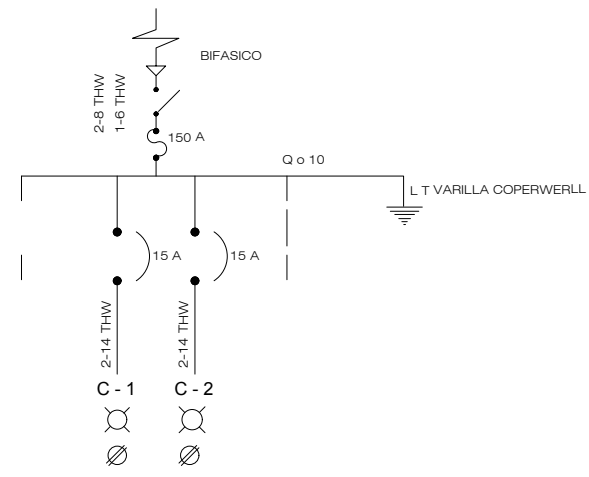 BIFASICO
2-8 THW
1-6 THW
150 A
Q o 10
L T VARILLA COPERWERLL
15 A
15 A
2-14 THW
2-14 THW
C - 1
C - 2